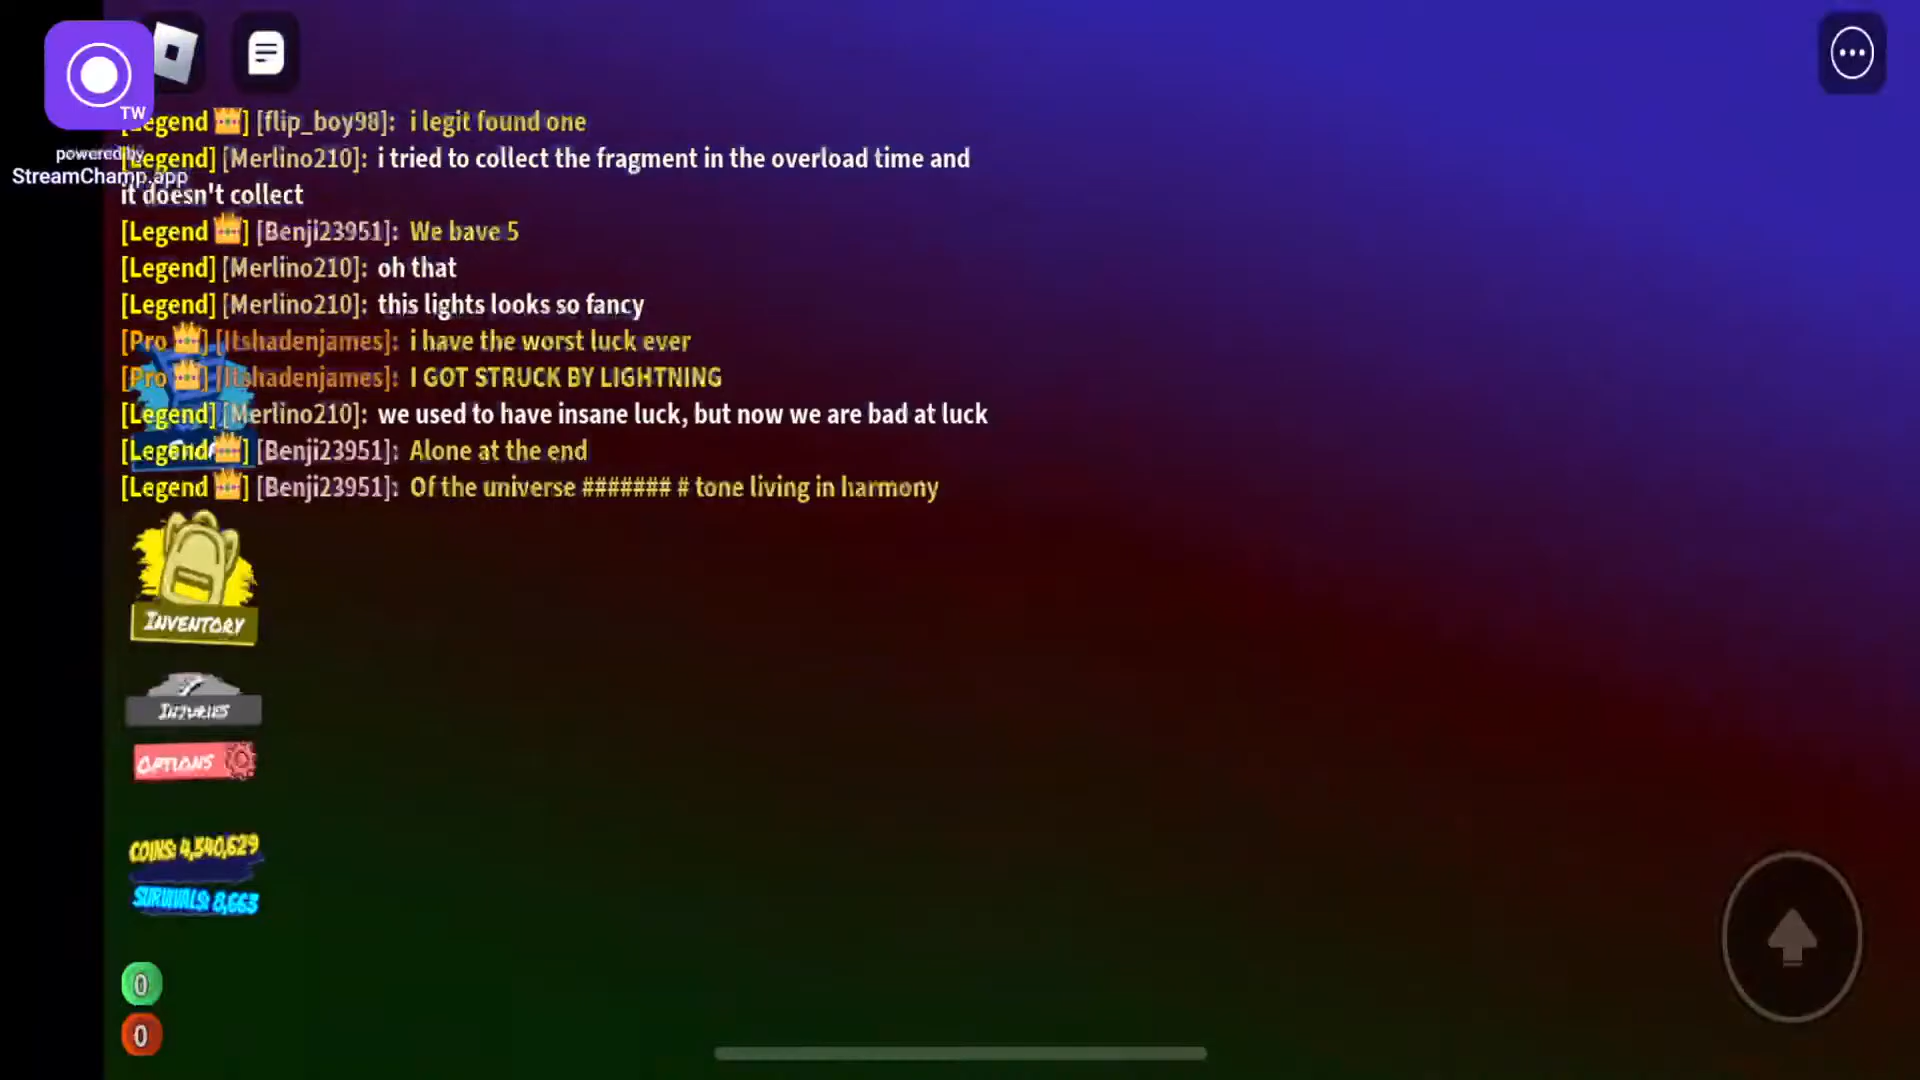 TW
powered by
StreamChamp.app
[Legend 👑] [flip_boy98]: i legit found one
[Legend] [Merlino210]: i tried to collect the fragment in the overload time and
it doesn't collect
[Legend 👑] [Benji23951]: We bave 5
[Legend] [Merlino210]: oh that
[Legend] [Merlino210]: this lights looks so fancy
[Pro 👑] [Itshadenjames]: i have the worst luck ever
[Pro 👑] [Itshadenjames]: I GOT STRUCK BY LIGHTNING
[Legend] [Merlino210]: we used to have insane luck, but now we are bad at luck
[Legend 👑] [Benji23951]: Alone at the end
[Legend 👑] [Benji23951]: Of the universe ####### # tone living in harmony
INVENTORY
INJURIES
OPTIONS
COINS: 4,340,629
SURVIVALS: 8,663
0
0